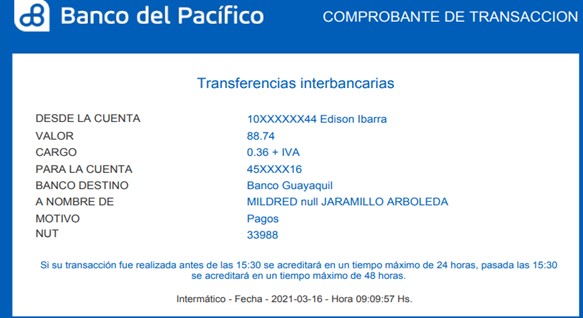 Banco del Pacífico
COMPROBANTE DE TRANSACCION
Transferencias interbancarias
DESDE LA CUENTA 10XXXXXX44 Edison Ibarra
VALOR 88.74
CARGO 0.36 + IVA
PARA LA CUENTA 45XXXX16
BANCO DESTINO Banco Guayaquil
A NOMBRE DE MILDRED null JARAMILLO ARBOLEDA
MOTIVO Pagos
NUT 33988
Si su transacción fue realizada antes de las 15:30 se acreditará en un tiempo máximo de 24 horas, pasada las 15:30
se acreditará en un tiempo máximo de 48 horas.
Intermático - Fecha - 2021-03-16 - Hora 09:09:57 Hs.